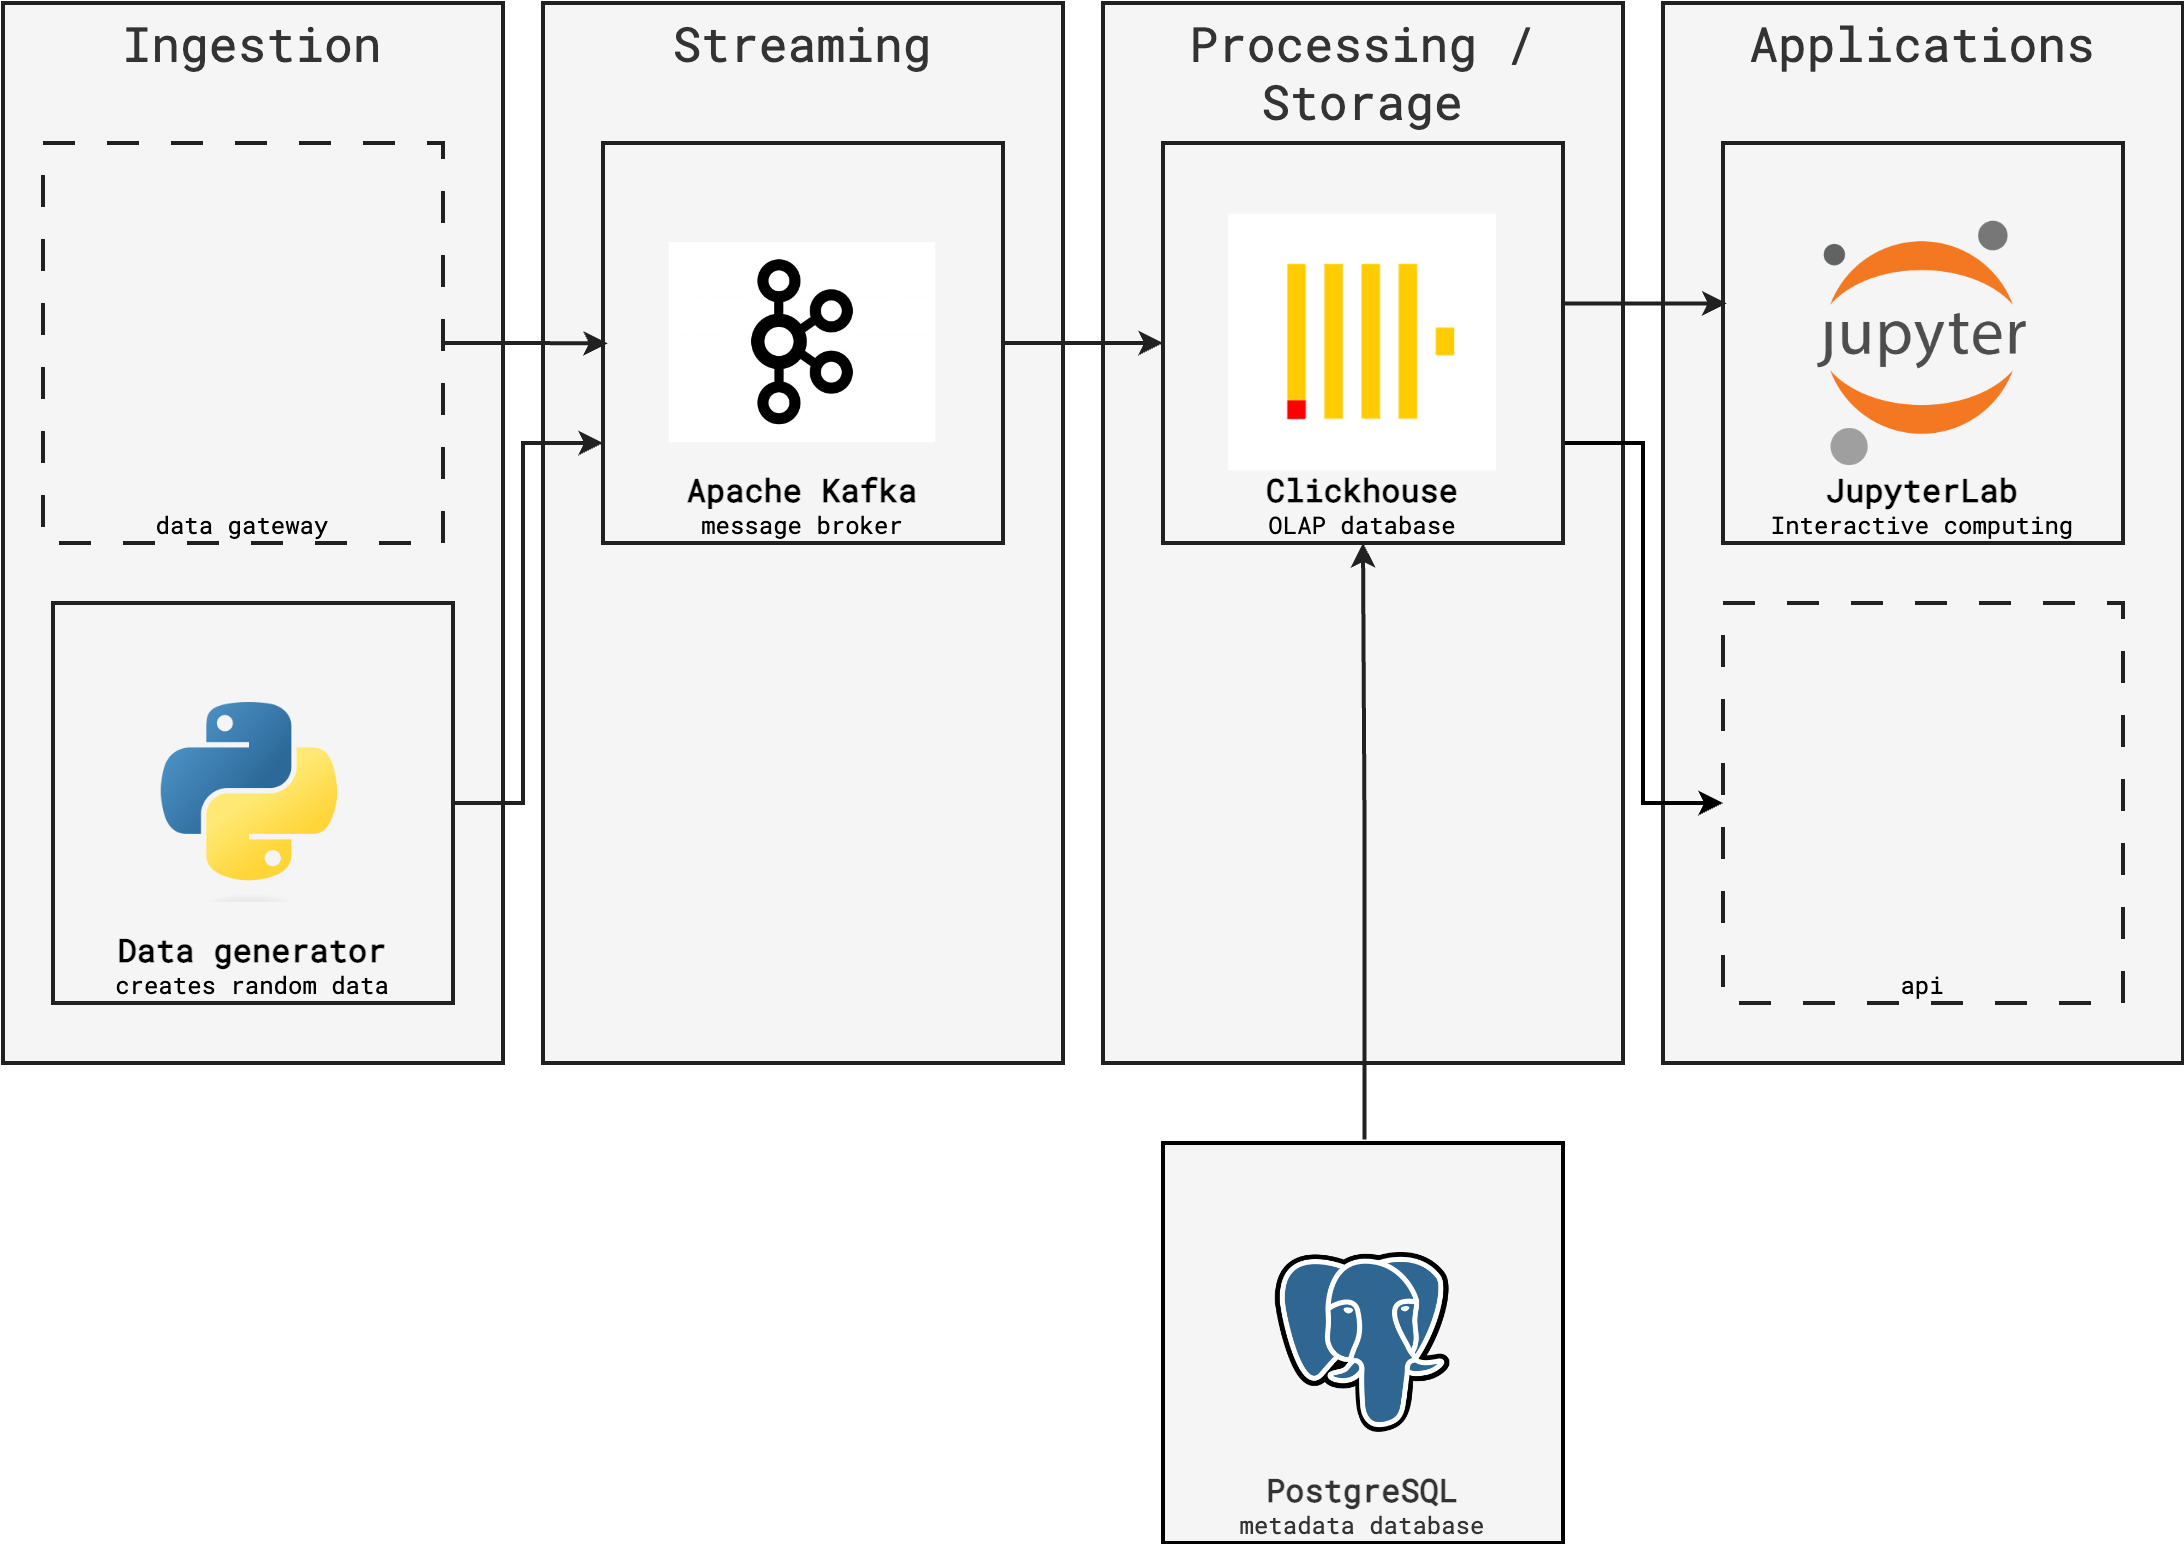 Ingestion
data gateway
Data generator
creates random data
Streaming
Apache Kafka
message broker
Processing /
Storage
Clickhouse
OLAP database
Applications
jupyter
JupyterLab
Interactive computing
api
PostgreSQL
metadata database